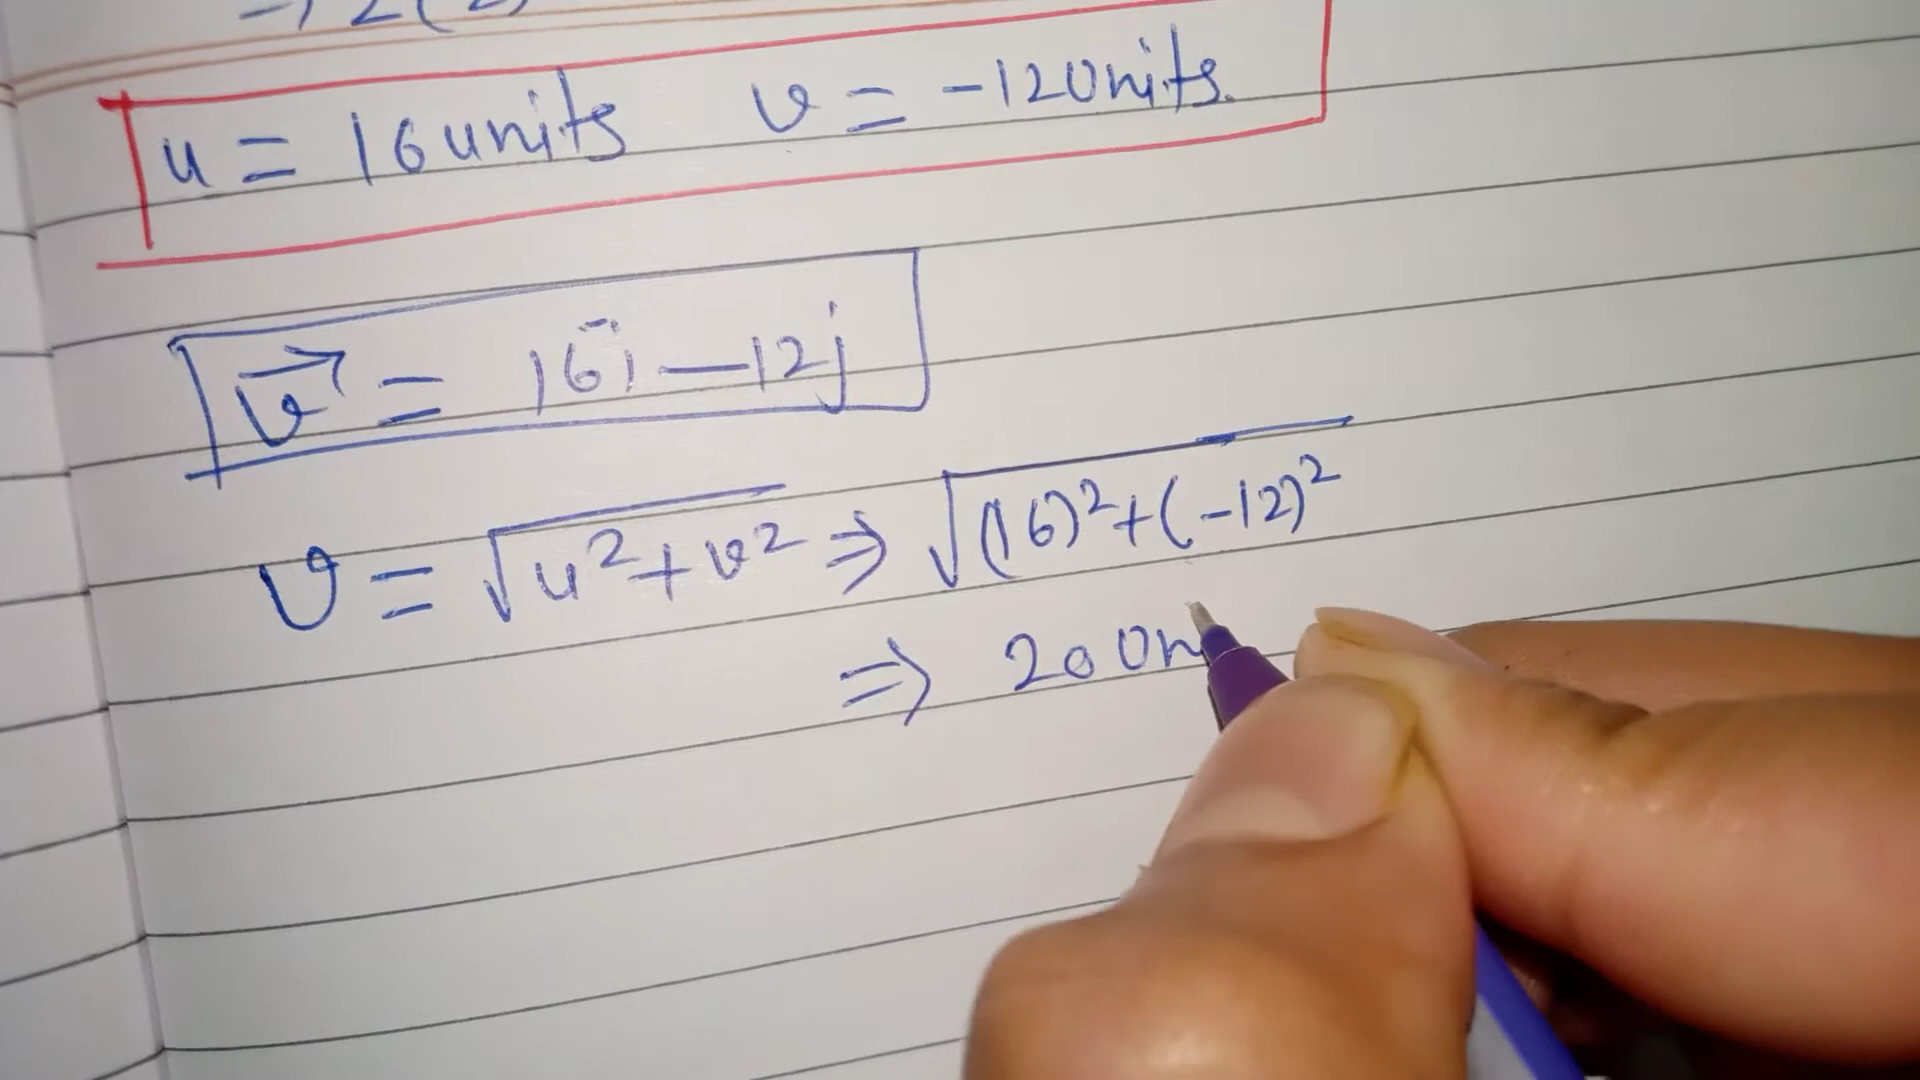 u = 16 units v = -12 Units.
v⃗ = 16i - 12j
V = √u²+v² ⇒ √(16)²+(-12)²
⇒ 20 Un